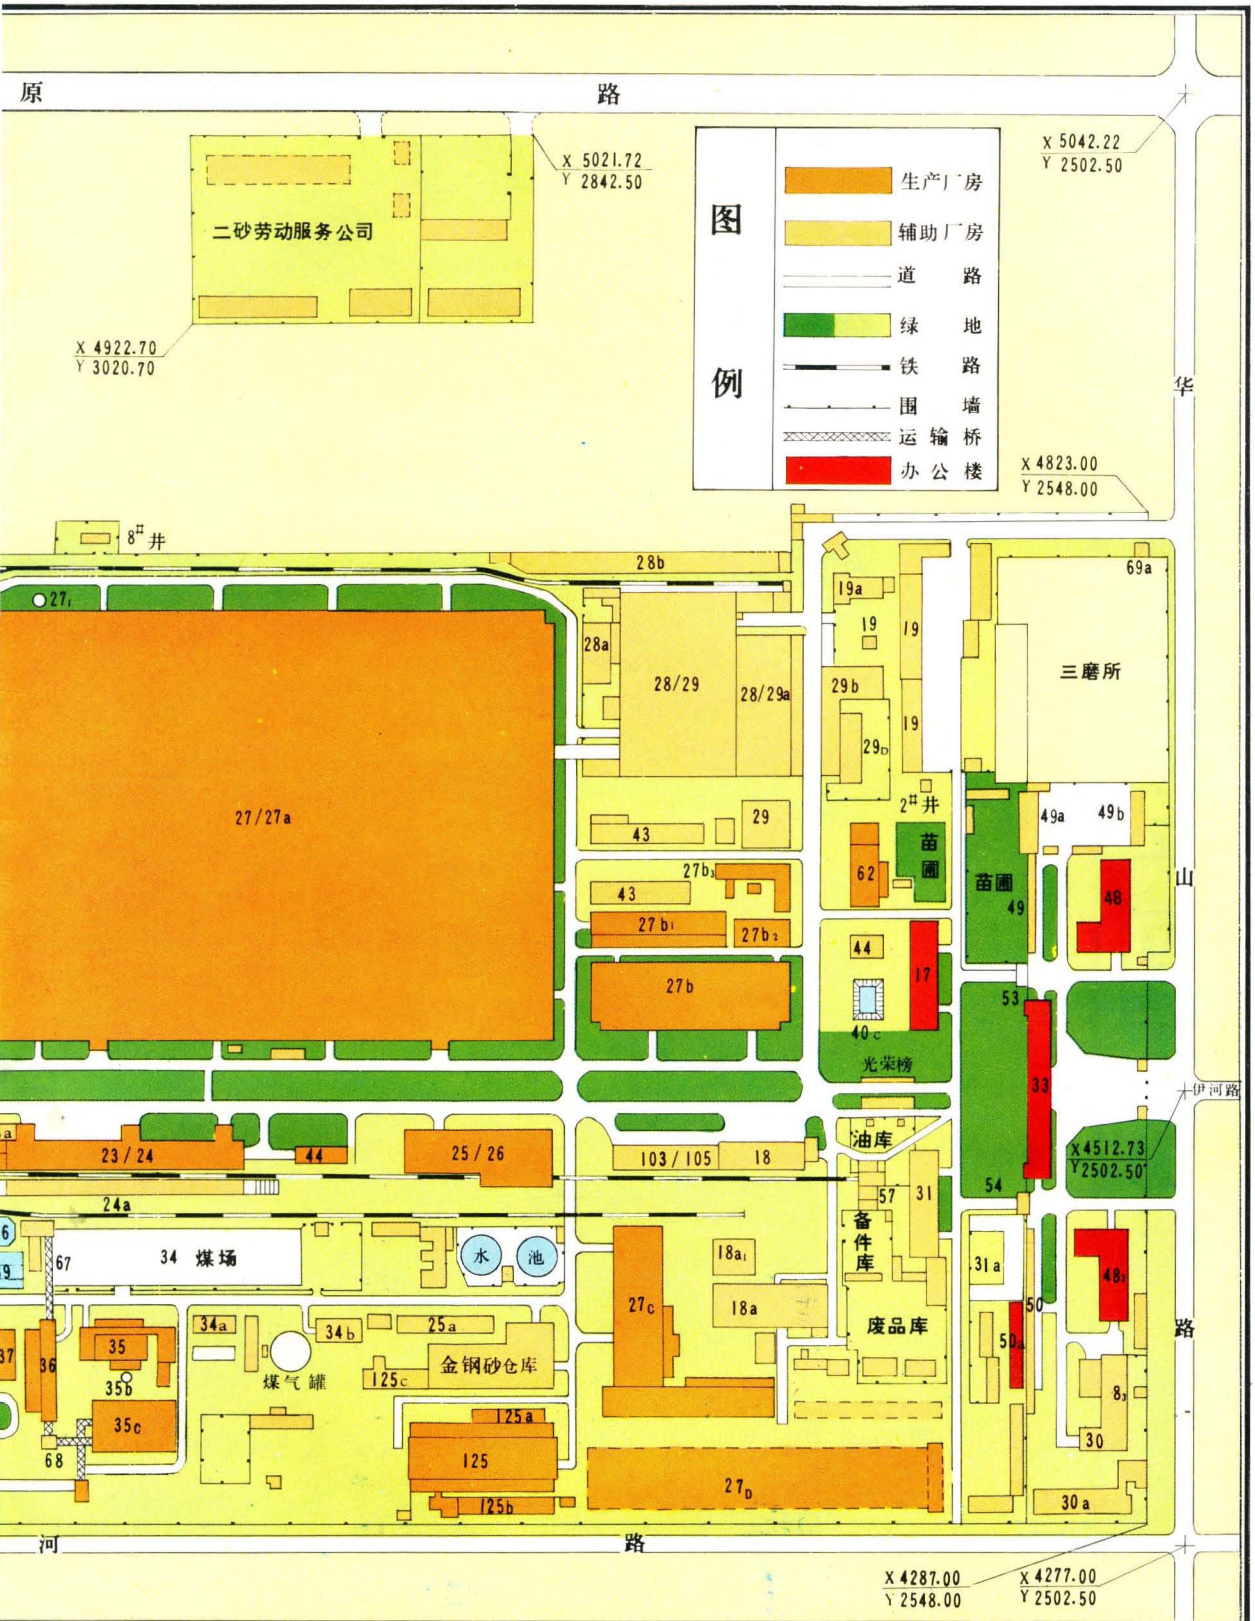 原 路
X 5042.22
Y 2502.50
X 5021.72
Y 2842.50
二砂劳动服务公司
X 4922.70
Y 3020.70
图例
生产厂房
辅助厂房
道 路
绿 地
铁 路
围 墙
运 输 桥
办 公 楼
华
X 4823.00
Y 2548.00
8#井
28b
69a
27₁
19a
28a
19
19
三磨所
28/29
28/29a
29b
19
29D
27/27a
2#井
43
29
49a
49b
苗圃
27b₃
62
苗圃
山
43
48
49
27b₁
27b₂
44
17
27b
53
40c
光荣榜
33
伊河路
a
油库
23/24
44
25/26
103/105
18
X 4512.73
Y 2502.50
54
24a
57
31
6
备件库
67
34 煤场
水
池
18a₁
31a
48₂
9
27c
18a
50
34a
34b
25a
废品库
路
37
36
35
50a
金钢砂仓库
35b
煤气罐
125c
8₃
35c
125a
30
68
125
27D
125b
30a
河 路
X 4287.00
Y 2548.00
X 4277.00
Y 2502.50